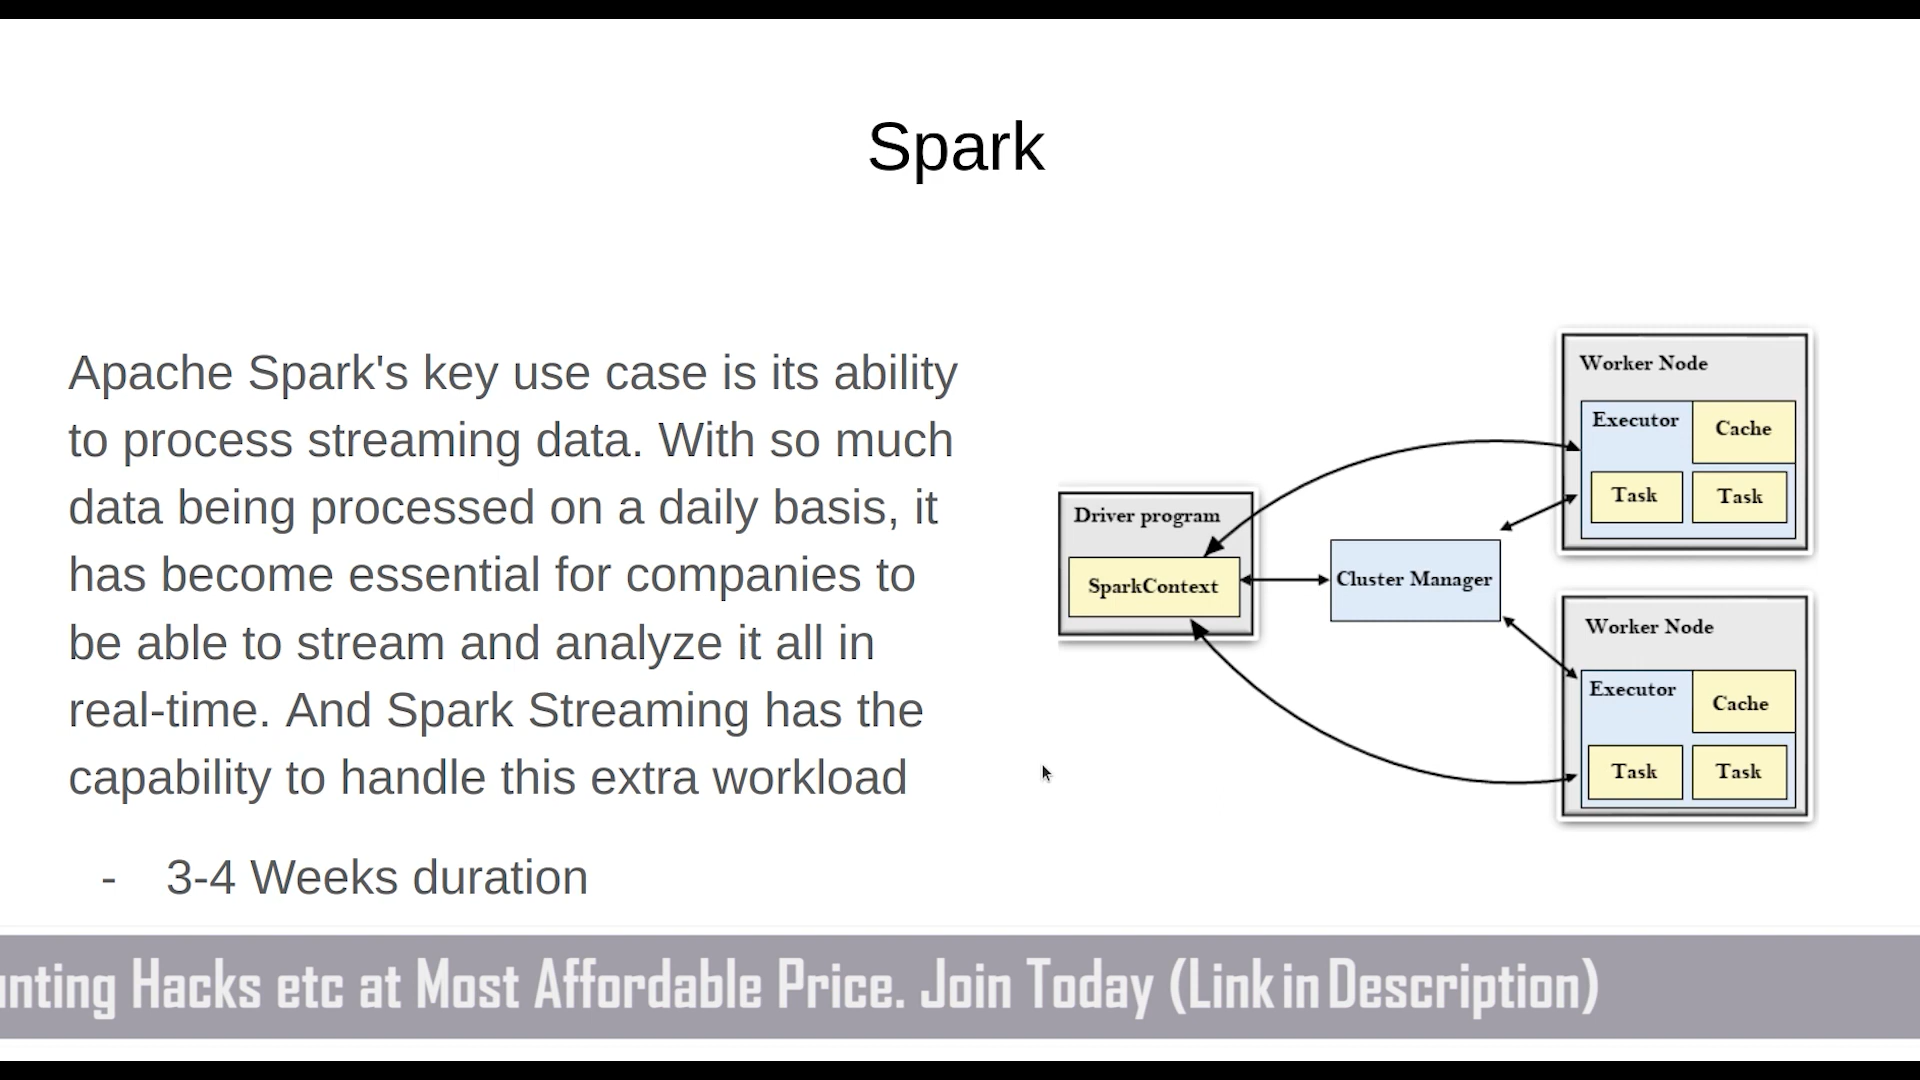 Spark
Apache Spark's key use case is its ability
to process streaming data. With so much
data being processed on a daily basis, it
has become essential for companies to
be able to stream and analyze it all in
real-time. And Spark Streaming has the
capability to handle this extra workload
- 3-4 Weeks duration
Driver program
SparkContext
Cluster Manager
Worker Node
Executor
Cache
Task
Task
Worker Node
Executor
Cache
Task
Task
Hacks etc at Most Affordable Price. Join Today (Link in Description)